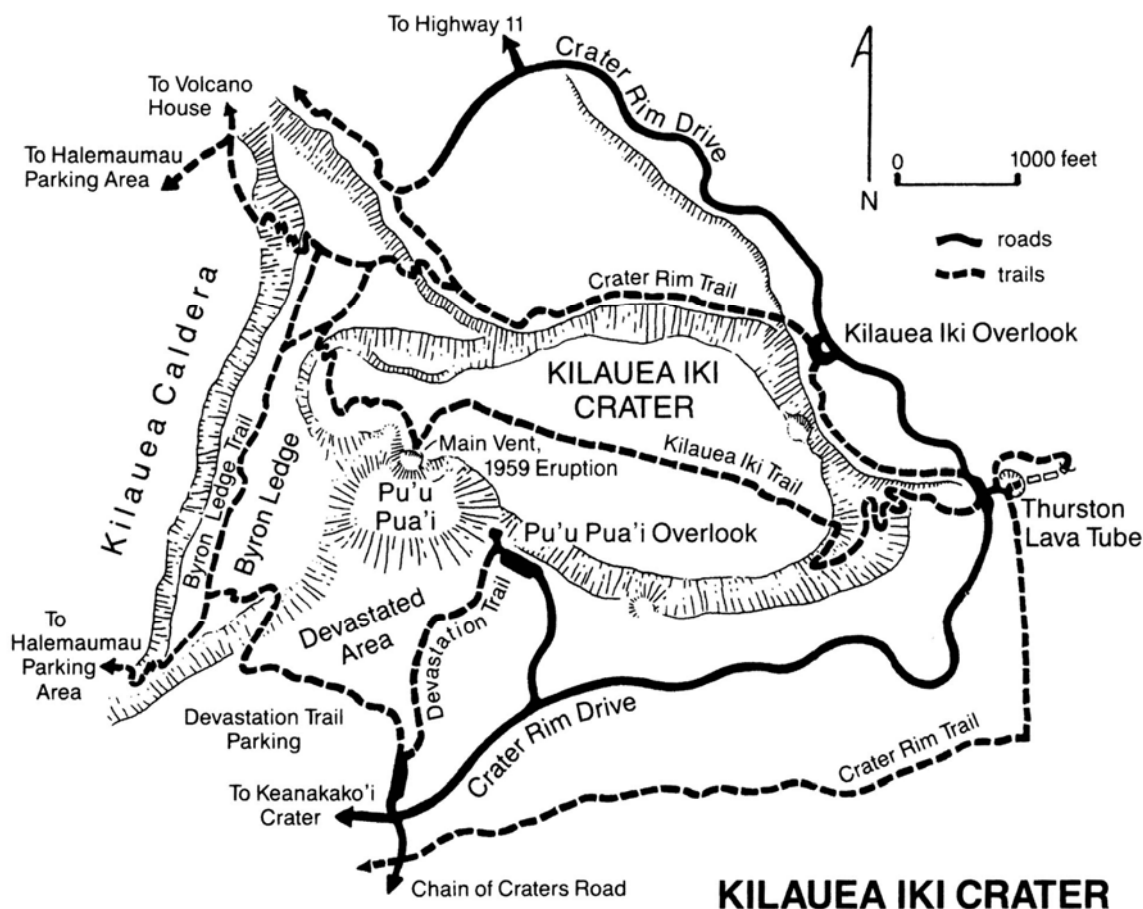 To Highway 11
Crater
Rim Drive
To Volcano
House
To Halemaumau
Parking Area
0 1000 feet
N
roads
trails
Crater Rim Trail
Kilauea Iki Overlook
Kilauea Caldera
KILAUEA IKI
CRATER
Byron Ledge Trail
Byron Ledge
Main Vent,
1959 Eruption
Kilauea Iki Trail
Pu'u
Pua'i
Pu'u Pua'i Overlook
Thurston
Lava Tube
Devastated
Area
Devastation Trail
To
Halemaumau
Parking
Area
Devastation Trail
Parking
Crater Rim Drive
Crater Rim Trail
To Keanakako'i
Crater
Chain of Craters Road
KILAUEA IKI CRATER